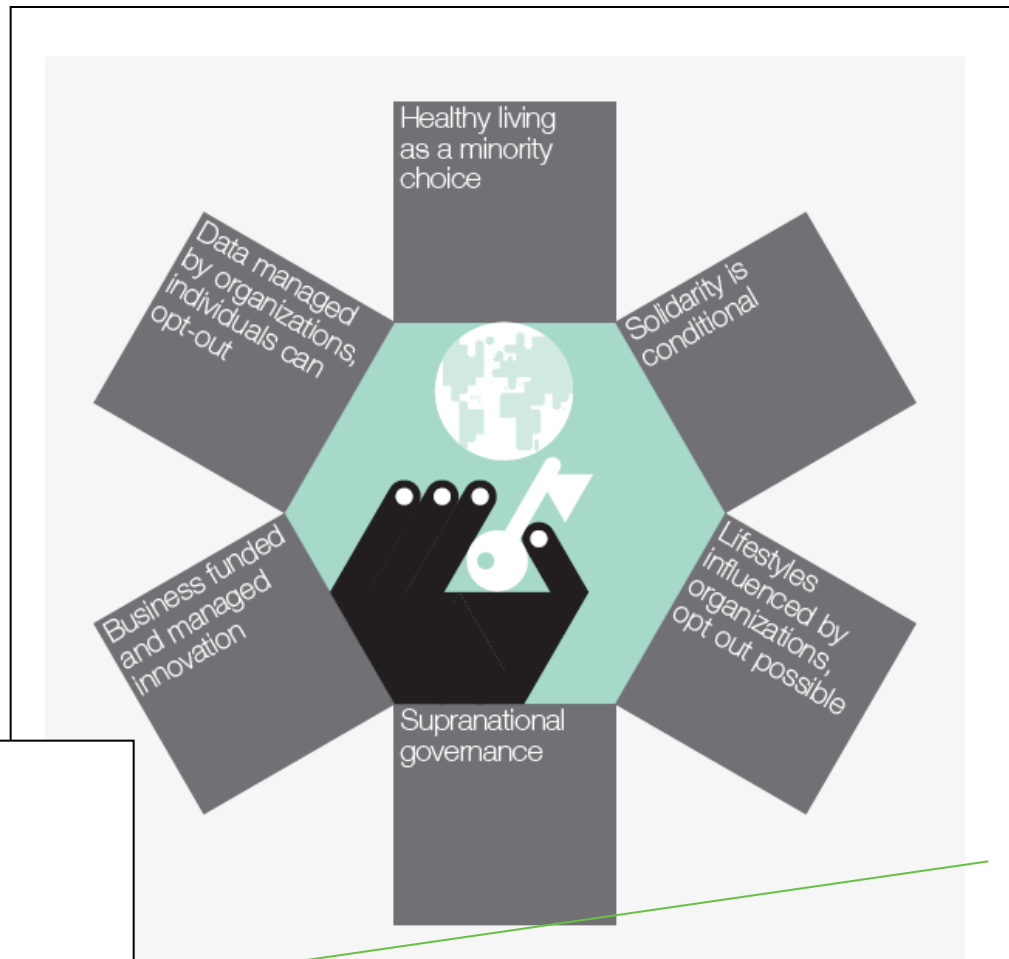 Healthy living
as a minority
choice
Solidarity is
conditional
Lifestyles
influenced by
organizations,
opt out possible
Supranational
governance
Business funded
and managed
innovation
Data managed
by organizations,
individuals can
opt-out